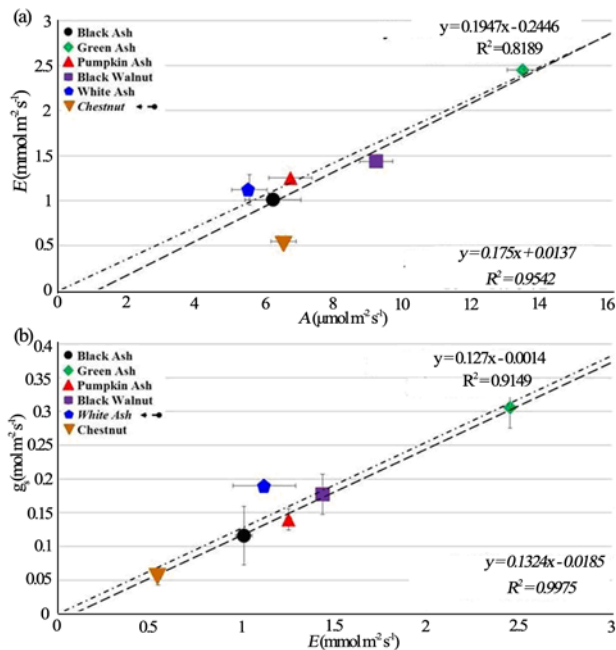 (a)
3
2.5
2
1.5
1
0.5
0
E(mmol m⁻² s⁻¹)
Black Ash
Green Ash
Pumpkin Ash
Black Walnut
White Ash
Chestnut
y=0.1947x-0.2446
R²=0.8189
y=0.175x+0.0137
R²=0.9542
0 2 4 6 8 10 12 14 16
A(μmol m⁻² s⁻¹)
(b)
0.4
0.35
0.3
0.25
0.2
0.15
0.1
0.05
0
gs(mol m⁻² s⁻¹)
Black Ash
Green Ash
Pumpkin Ash
Black Walnut
White Ash
Chestnut
y=0.127x-0.0014
R²=0.9149
y=0.1324x-0.0185
R²=0.9975
0.5 1 1.5 2 2.5 3
E(mmol m⁻² s⁻¹)